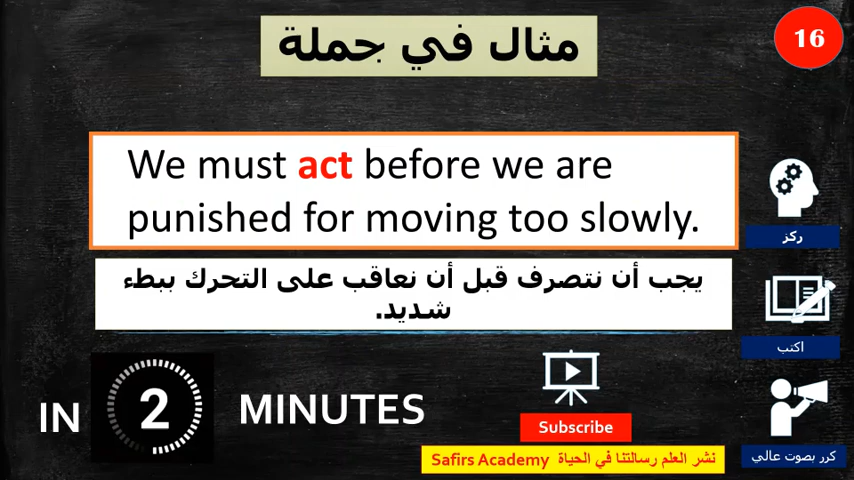 مثال في جملة
16
We must act before we are
punished for moving too slowly.
يجب أن نتصرف قبل أن نعاقب على التحرك ببطء
شديد.
ركز
اكتب
كرر بصوت عالي
IN 2 MINUTES
Subscribe
نشر العلم رسالتنا في الحياة Safirs Academy